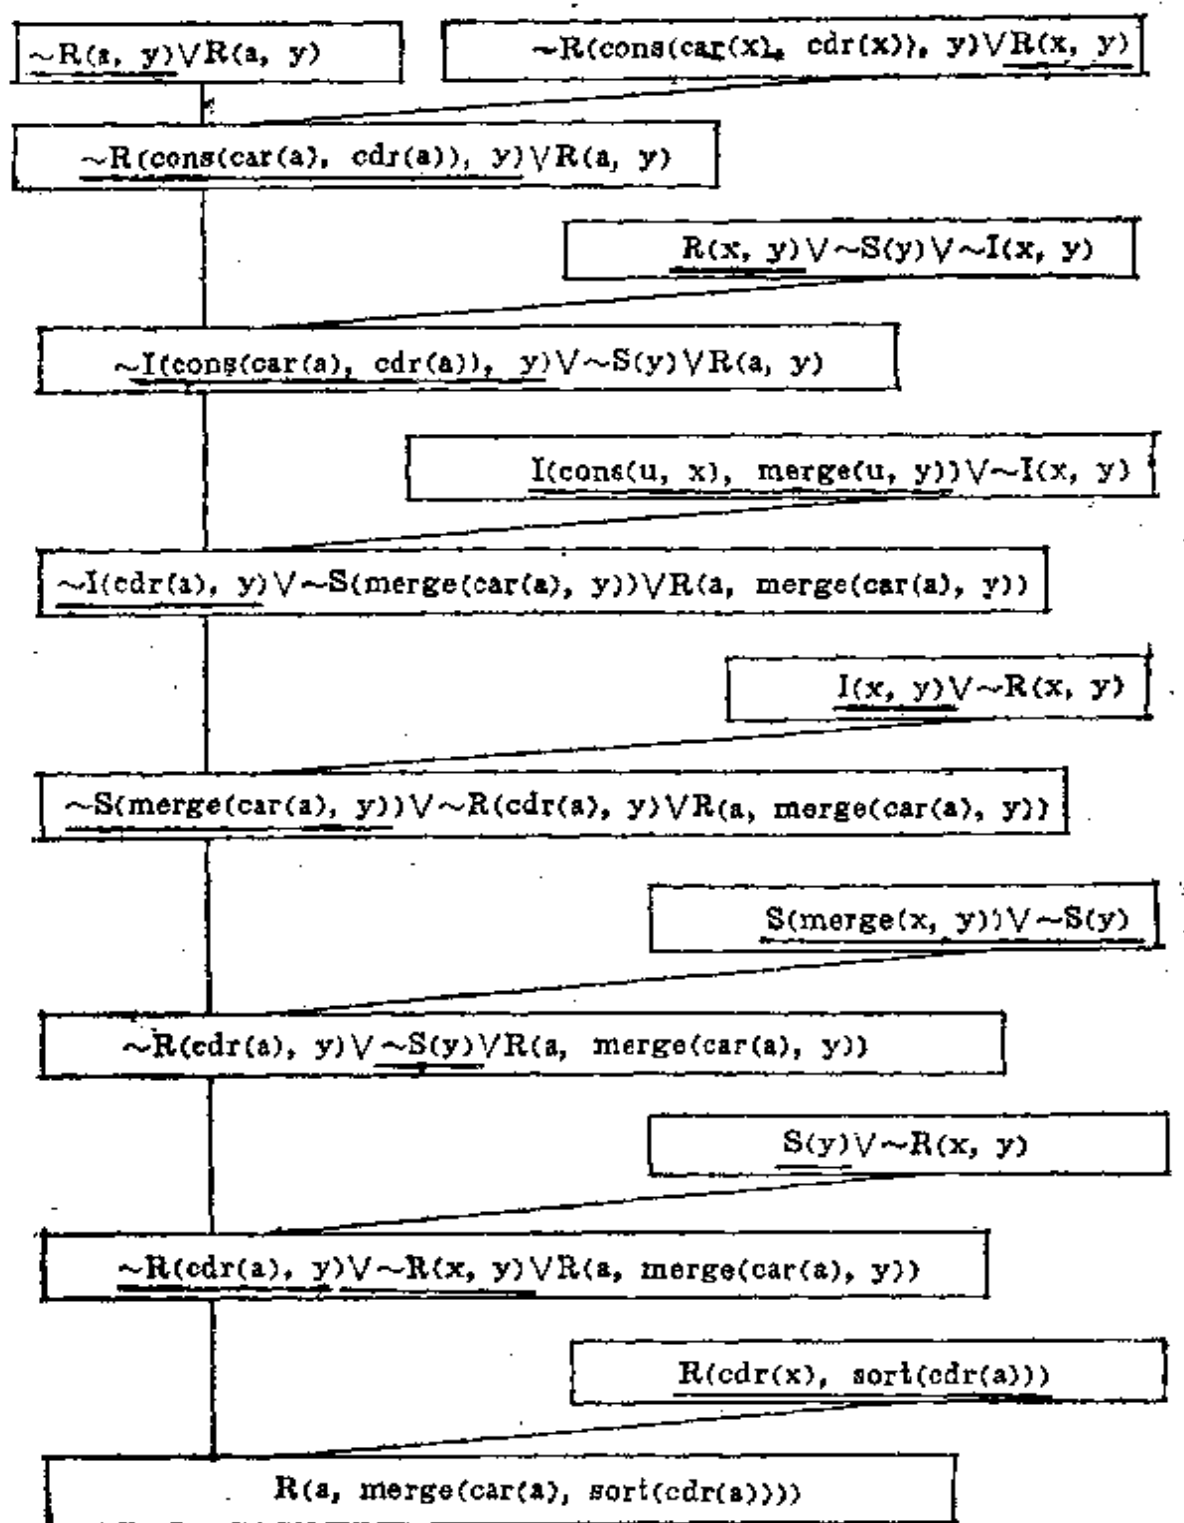 ~R(a, y)∨R(a, y)
~R(cons(car(x), cdr(x)), y)∨R(x, y)
~R(cons(car(a), cdr(a)), y)∨R(a, y)
R(x, y)∨~S(y)∨~I(x, y)
~I(cons(car(a), cdr(a)), y)∨~S(y)∨R(a, y)
I(cons(u, x), merge(u, y))∨~I(x, y)
~I(cdr(a), y)∨~S(merge(car(a), y))∨R(a, merge(car(a), y))
I(x, y)∨~R(x, y)
~S(merge(car(a), y))∨~R(cdr(a), y)∨R(a, merge(car(a), y))
S(merge(x, y))∨~S(y)
~R(cdr(a), y)∨~S(y)∨R(a, merge(car(a), y))
S(y)∨~R(x, y)
~R(cdr(a), y)∨~R(x, y)∨R(a, merge(car(a), y))
R(cdr(x), sort(cdr(a)))
R(a, merge(car(a), sort(cdr(a))))